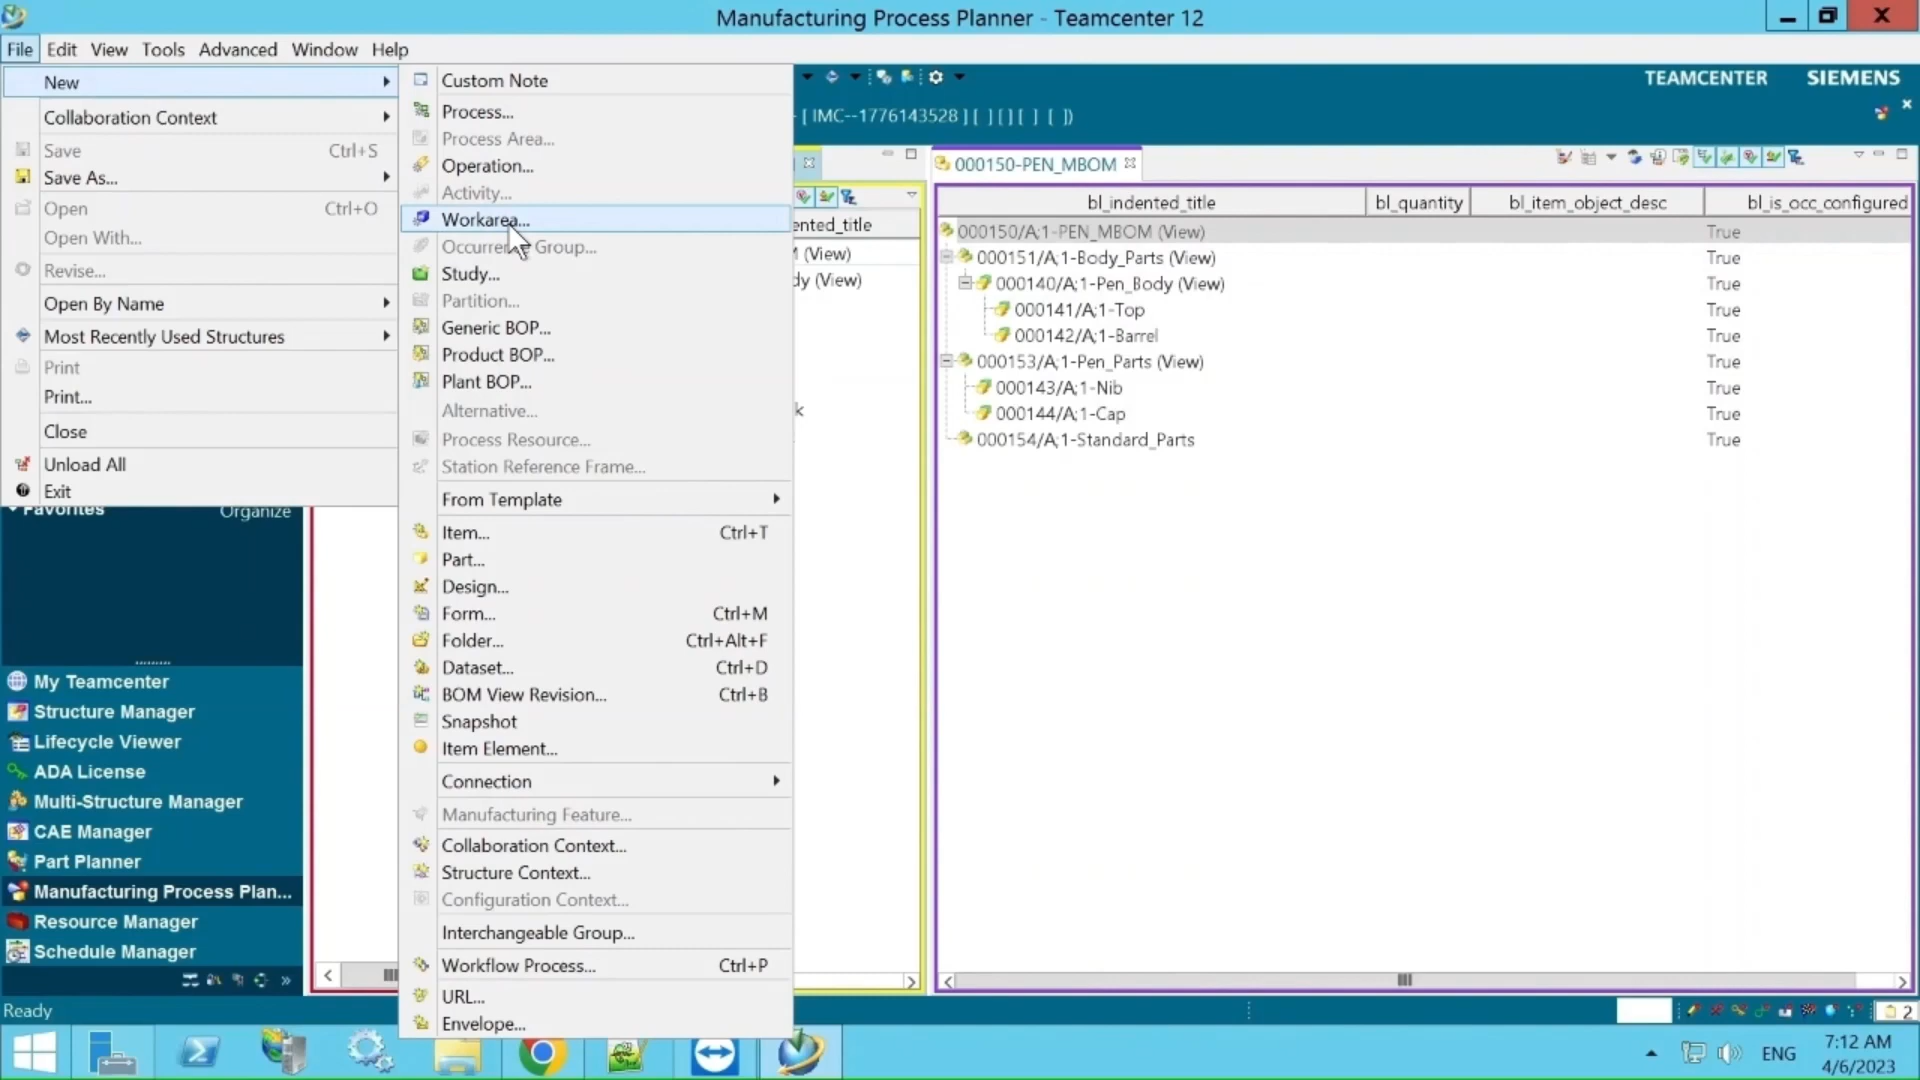 Manufacturing Process Planner - Teamcenter 12
File Edit View Tools Advanced Window Help
TEAMCENTER SIEMENS
[ IMC--1776143528 ] [ ] [ ] [ ] [ ])
New
Collaboration Context
Save Ctrl+S
Save As...
Open Ctrl+O
Open With...
Revise...
Open By Name
Most Recently Used Structures
Print
Print...
Close
Unload All
Exit
Favorites Organize
My Teamcenter
Structure Manager
Lifecycle Viewer
ADA License
Multi-Structure Manager
CAE Manager
Part Planner
Manufacturing Process Plan...
Resource Manager
Schedule Manager
Custom Note
Process...
Process Area...
Operation...
Activity...
Workarea...
Group...
Study...
Partition...
Generic BOP...
Product BOP...
Plant BOP...
Alternative...
Process Resource...
Station Reference Frame...
From Template
Item... Ctrl+T
Part...
Design...
Form... Ctrl+M
Folder... Ctrl+Alt+F
Dataset... Ctrl+D
BOM View Revision... Ctrl+B
Snapshot
Item Element...
Connection
Manufacturing Feature...
Collaboration Context...
Structure Context...
Configuration Context...
Interchangeable Group...
Workflow Process... Ctrl+P
URL...
Envelope...
ented_title
(View)
dy (View)
k
000150-PEN_MBOM
bl_indented_title bl_quantity bl_item_object_desc bl_is_occ_configured
000150/A;1-PEN_MBOM (View) True
000151/A;1-Body_Parts (View) True
000140/A;1-Pen_Body (View) True
000141/A;1-Top True
000142/A;1-Barrel True
000153/A;1-Pen_Parts (View) True
000143/A;1-Nib True
000144/A;1-Cap True
000154/A;1-Standard_Parts True
Ready
2
ENG
7:12 AM
4/6/2023